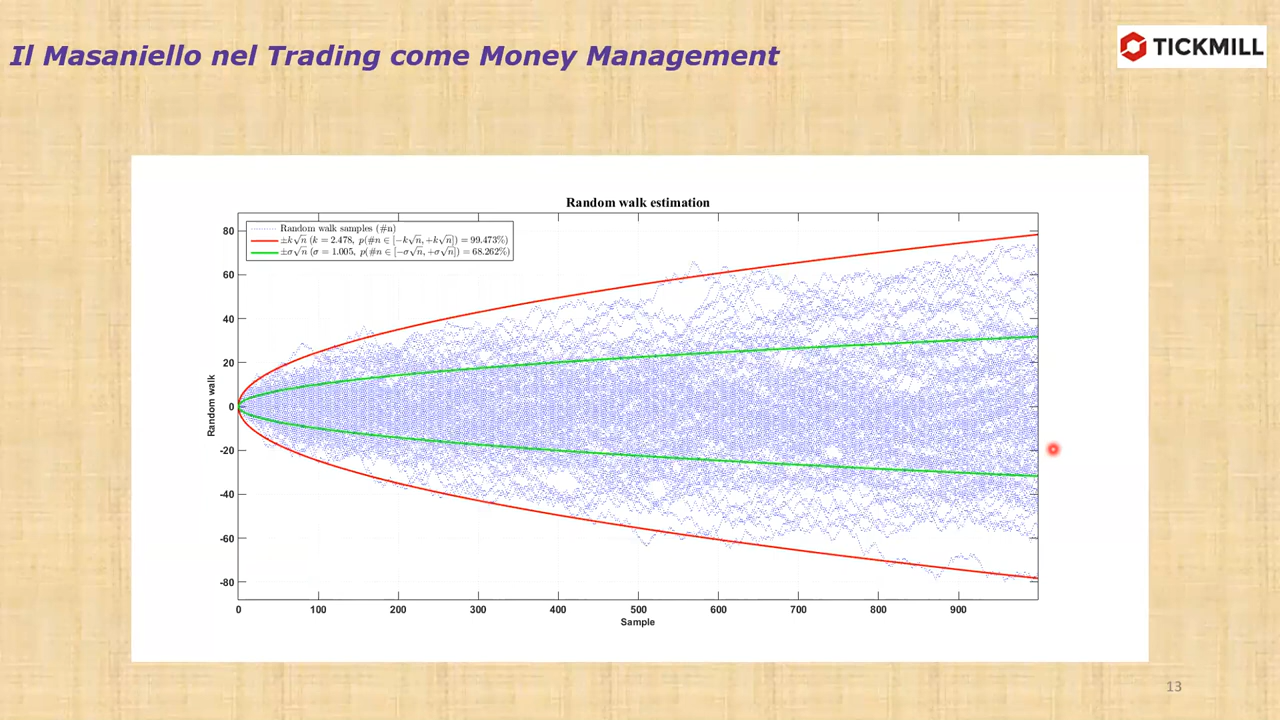 Il Masaniello nel Trading come Money Management
TICKMILL
Random walk estimation
Random walk samples (#n)
±k√n (k = 2.478, p(#n ∈ [−k√n, +k√n]) = 99.473%)
±σ√n (σ = 1.005, p(#n ∈ [−σ√n, +σ√n]) = 68.262%)
80
60
40
20
0
-20
-40
-60
-80
Random walk
0 100 200 300 400 500 600 700 800 900
Sample
13